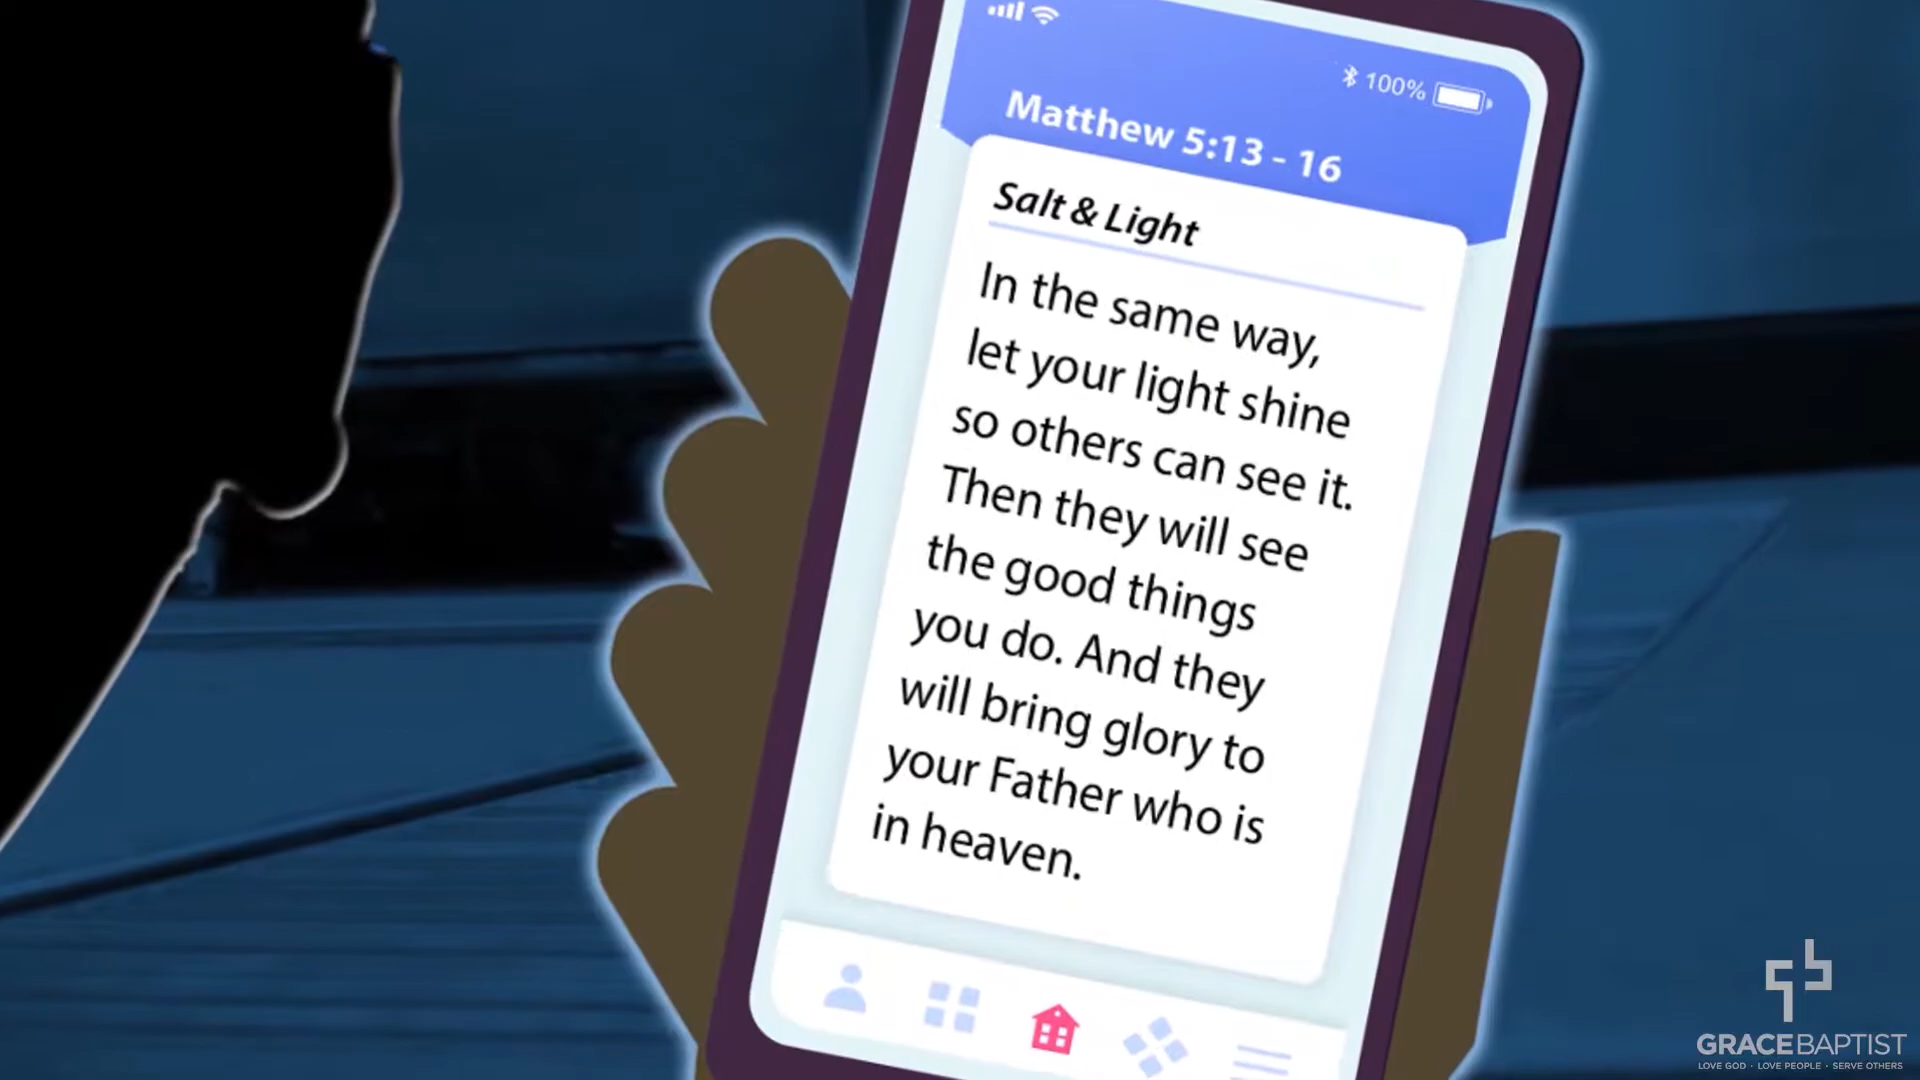 100%
Matthew 5:13 - 16
Salt & Light
In the same way,
let your light shine
so others can see it.
Then they will see
the good things
you do. And they
will bring glory to
your Father who is
in heaven.
GRACEBAPTIST
LOVE GOD · LOVE PEOPLE · SERVE OTHERS